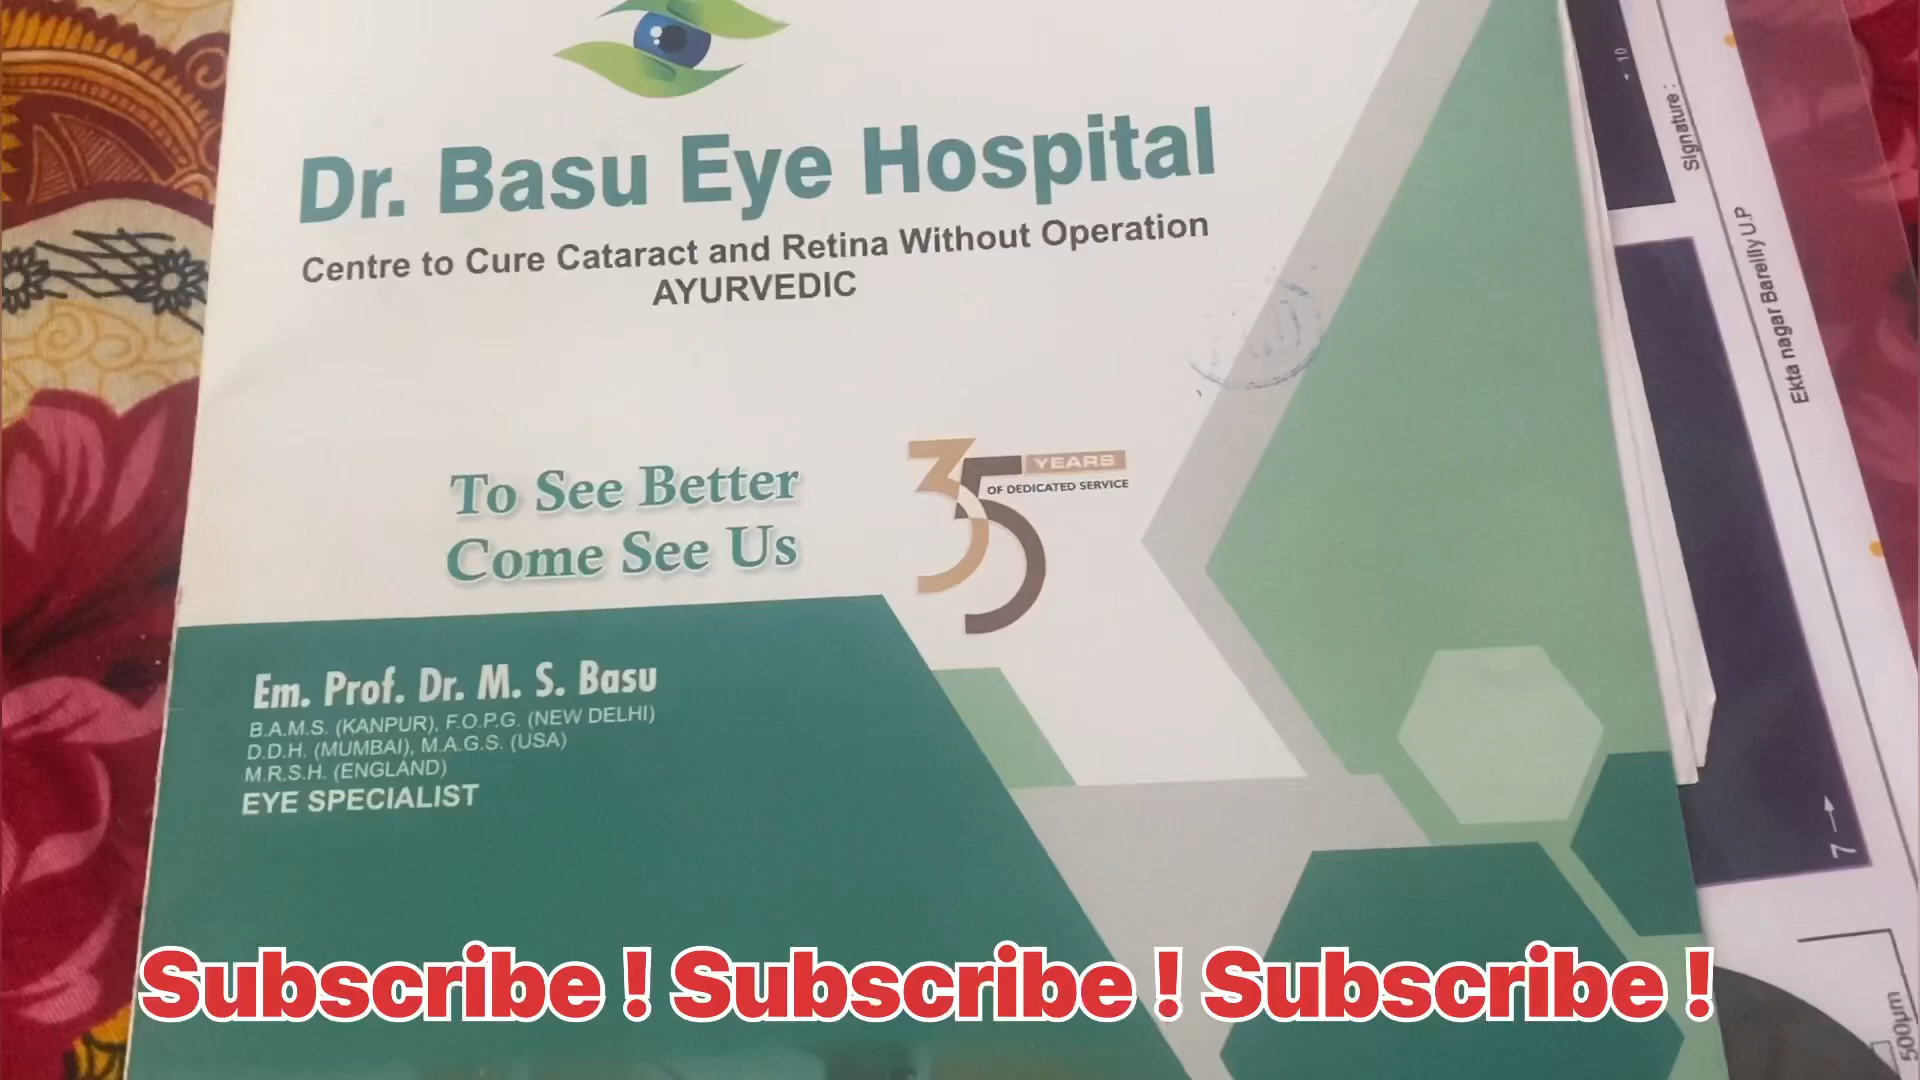 Dr. Basu Eye Hospital
Centre to Cure Cataract and Retina Without Operation
AYURVEDIC
To See Better
Come See Us
35 YEARS
OF DEDICATED SERVICE
Em. Prof. Dr. M. S. Basu
B.A.M.S. (KANPUR), F.O.P.G. (NEW DELHI)
D.D.H. (MUMBAI), M.A.G.S. (USA)
M.R.S.H. (ENGLAND)
EYE SPECIALIST
10
Signature :
Ekta nagar Bareilly U.P
7
500µm
Subscribe ! Subscribe ! Subscribe !